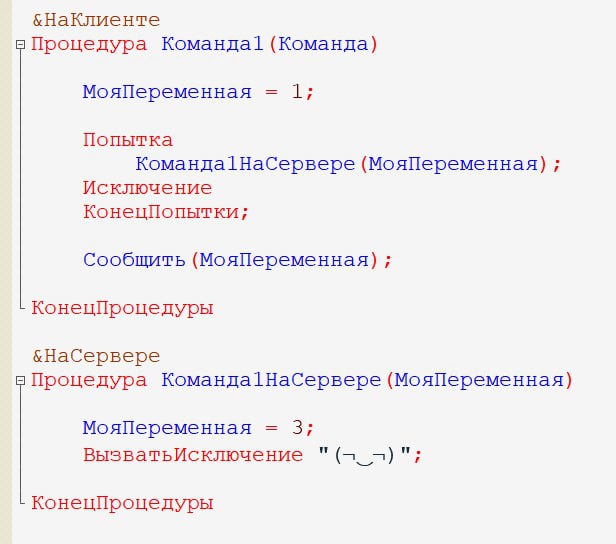 &НаКлиенте
Процедура Команда1(Команда)
МояПеременная = 1;
Попытка
Команда1НаСервере(МояПеременная);
Исключение
КонецПопытки;
Сообщить(МояПеременная);
КонецПроцедуры
&НаСервере
Процедура Команда1НаСервере(МояПеременная)
МояПеременная = 3;
ВызватьИсключение "(¬‿¬)";
КонецПроцедуры